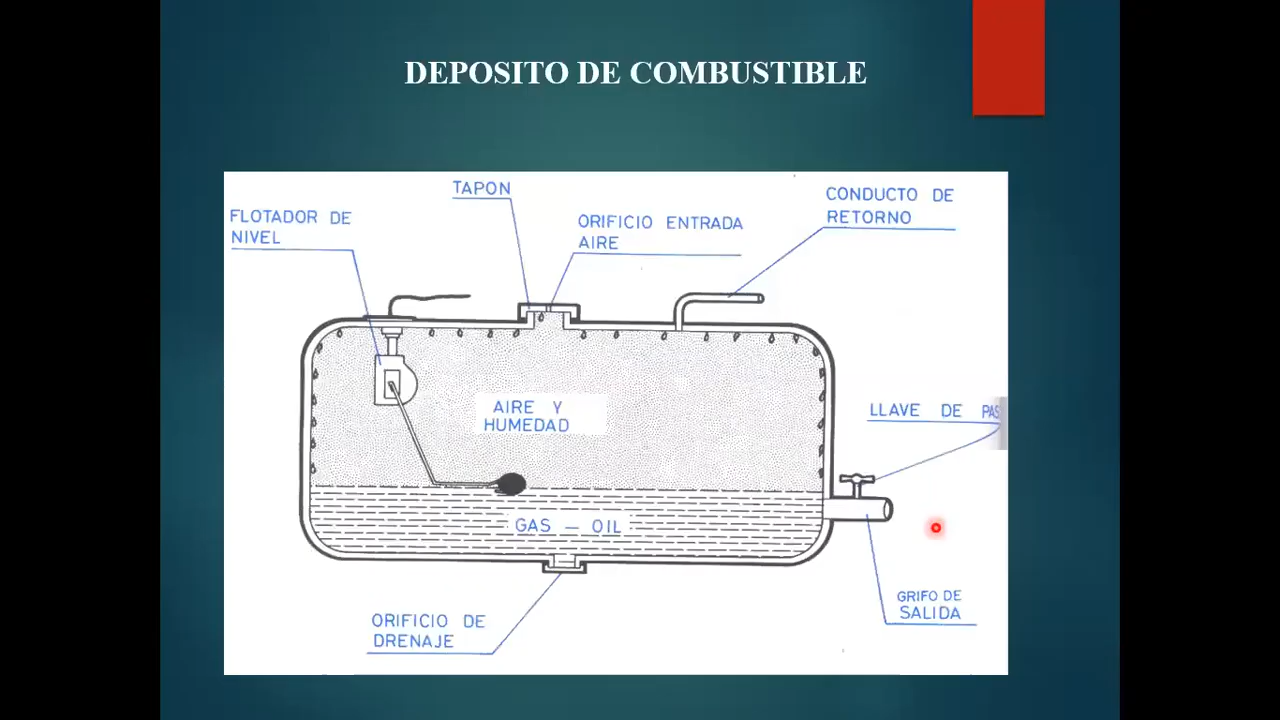 DEPOSITO DE COMBUSTIBLE
TAPON
CONDUCTO DE
RETORNO
FLOTADOR DE
NIVEL
ORIFICIO ENTRADA
AIRE
AIRE Y
HUMEDAD
LLAVE DE PAS
GAS – OIL
GRIFO DE
SALIDA
ORIFICIO DE
DRENAJE